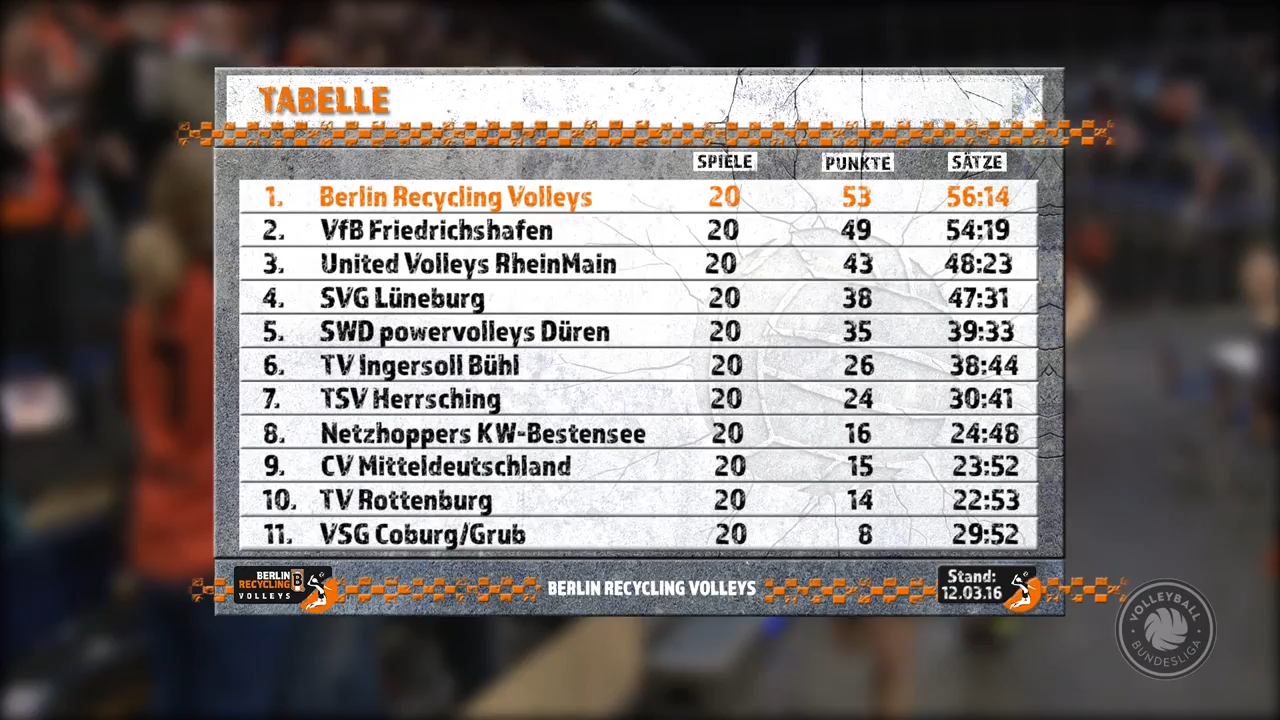 TABELLE
SPIELE PUNKTE SÄTZE
1. Berlin Recycling Volleys 20 53 56:14
2. VfB Friedrichshafen 20 49 54:19
3. United Volleys RheinMain 20 43 48:23
4. SVG Lüneburg 20 38 47:31
5. SWD powervolleys Düren 20 35 39:33
6. TV Ingersoll Bühl 20 26 38:44
7. TSV Herrsching 20 24 30:41
8. Netzhoppers KW-Bestensee 20 16 24:48
9. CV Mitteldeutschland 20 15 23:52
10. TV Rottenburg 20 14 22:53
11. VSG Coburg/Grub 20 8 29:52
BERLIN
RECYCLING B
VOLLEYS
BERLIN RECYCLING VOLLEYS
Stand:
12.03.16
VOLLEYBALL
BUNDESLIGA